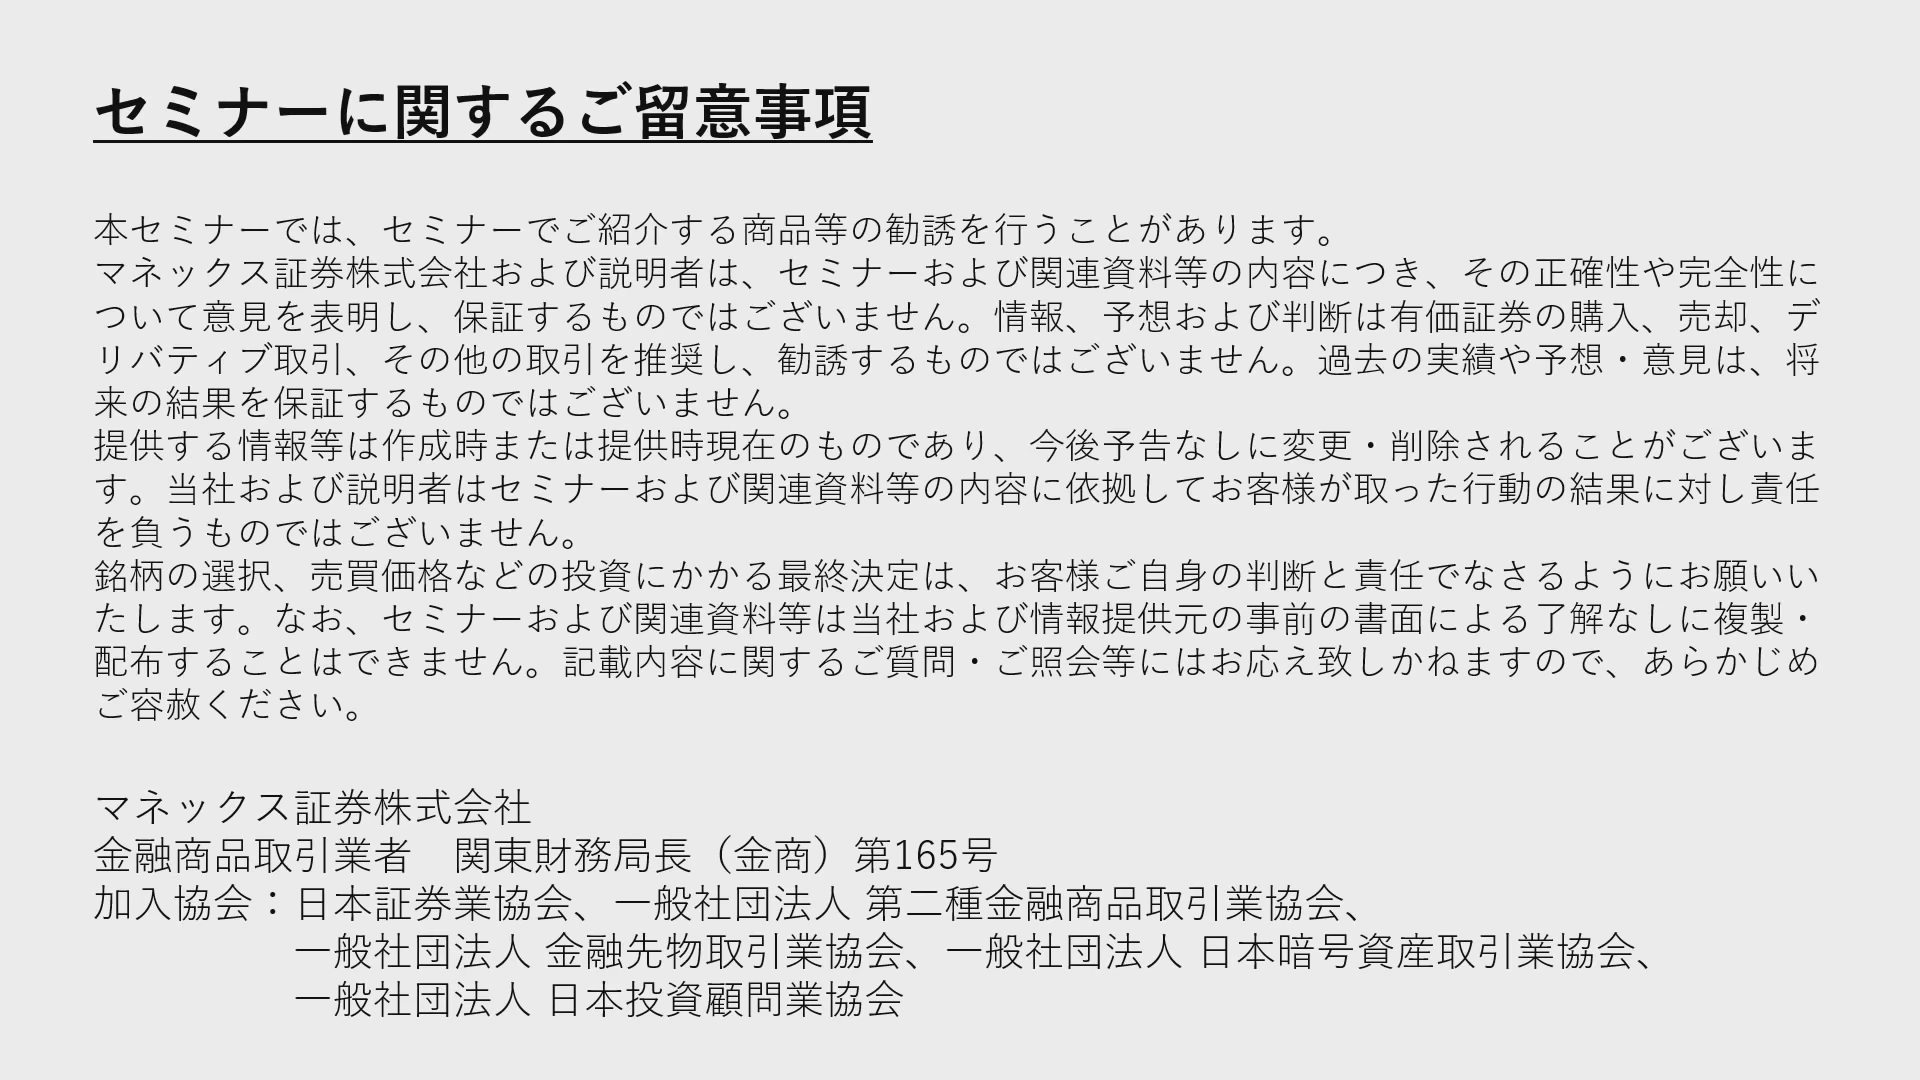 セミナーに関するご留意事項
本セミナーでは、セミナーでご紹介する商品等の勧誘を行うことがあります。
マネックス証券株式会社および説明者は、セミナーおよび関連資料等の内容につき、その正確性や完全性に
ついて意見を表明し、保証するものではございません。情報、予想および判断は有価証券の購入、売却、デ
リバティブ取引、その他の取引を推奨し、勧誘するものではございません。過去の実績や予想・意見は、将
来の結果を保証するものではございません。
提供する情報等は作成時または提供時現在のものであり、今後予告なしに変更・削除されることがございま
す。当社および説明者はセミナーおよび関連資料等の内容に依拠してお客様が取った行動の結果に対し責任
を負うものではございません。
銘柄の選択、売買価格などの投資にかかる最終決定は、お客様ご自身の判断と責任でなさるようにお願いい
たします。なお、セミナーおよび関連資料等は当社および情報提供元の事前の書面による了解なしに複製・
配布することはできません。記載内容に関するご質問・ご照会等にはお応え致しかねますので、あらかじめ
ご容赦ください。
マネックス証券株式会社
金融商品取引業者　関東財務局長（金商）第165号
加入協会：日本証券業協会、一般社団法人 第二種金融商品取引業協会、
一般社団法人 金融先物取引業協会、一般社団法人 日本暗号資産取引業協会、
一般社団法人 日本投資顧問業協会